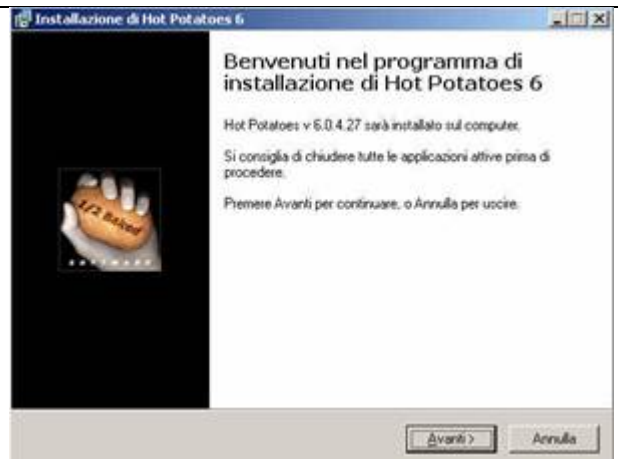 Installazione di Hot Potatoes 6
Benvenuti nel programma di
installazione di Hot Potatoes 6
Hot Potatoes v 6.0.4.27 sarà installato sul computer.
Si consiglia di chiudere tutte le applicazioni attive prima di
procedere.
Premere Avanti per continuare, o Annulla per uscire.
1/2 Baked
SOFTWARE
Avanti >
Annulla